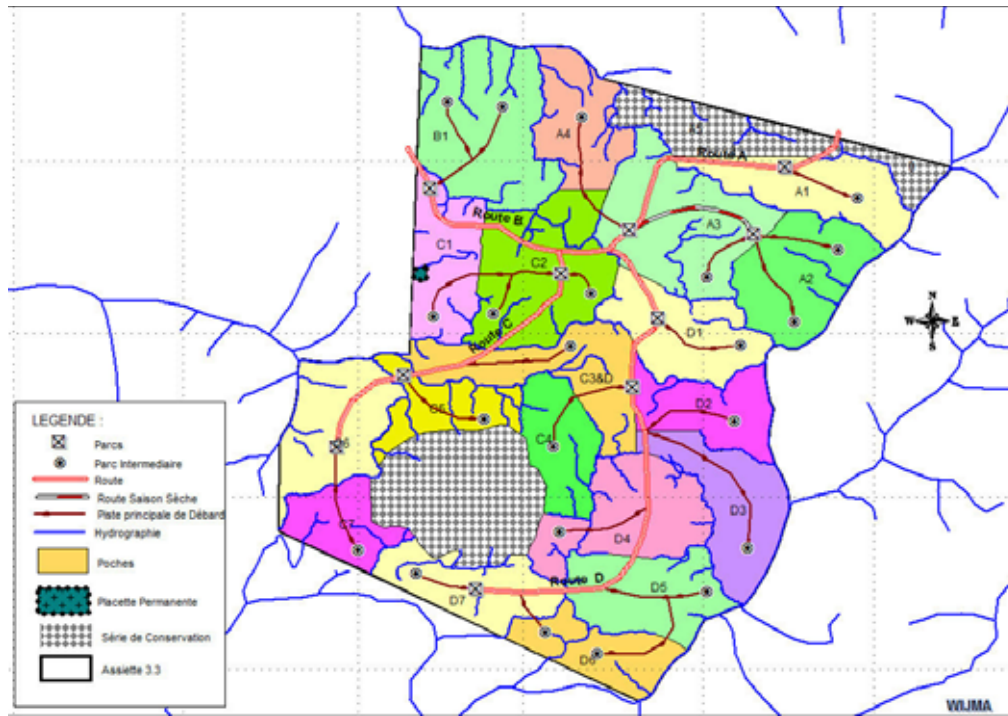 A5
A4
B1
Route A
A1
Route B
A3
C1
C2
A2
N
W E
S
Route C
D1
C3&D
D2
C5
LEGENDE :
Parcs
Parc Intermediaire
Route
Route Saison Sèche
Piste principale de Débard
Hydrographie
Poches
Placette Permanente
Série de Conservation
Assiette 3.3
C4
D3
D4
Route D
D5
D7
D6
WIJMA